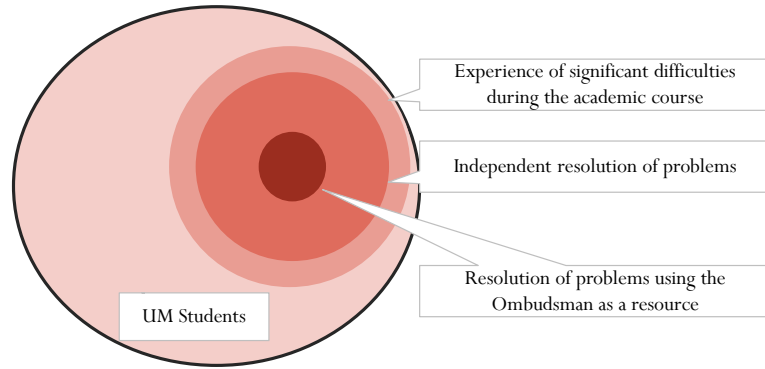 Experience of significant difficulties
during the academic course
Independent resolution of problems
Resolution of problems using the
Ombudsman as a resource
UM Students